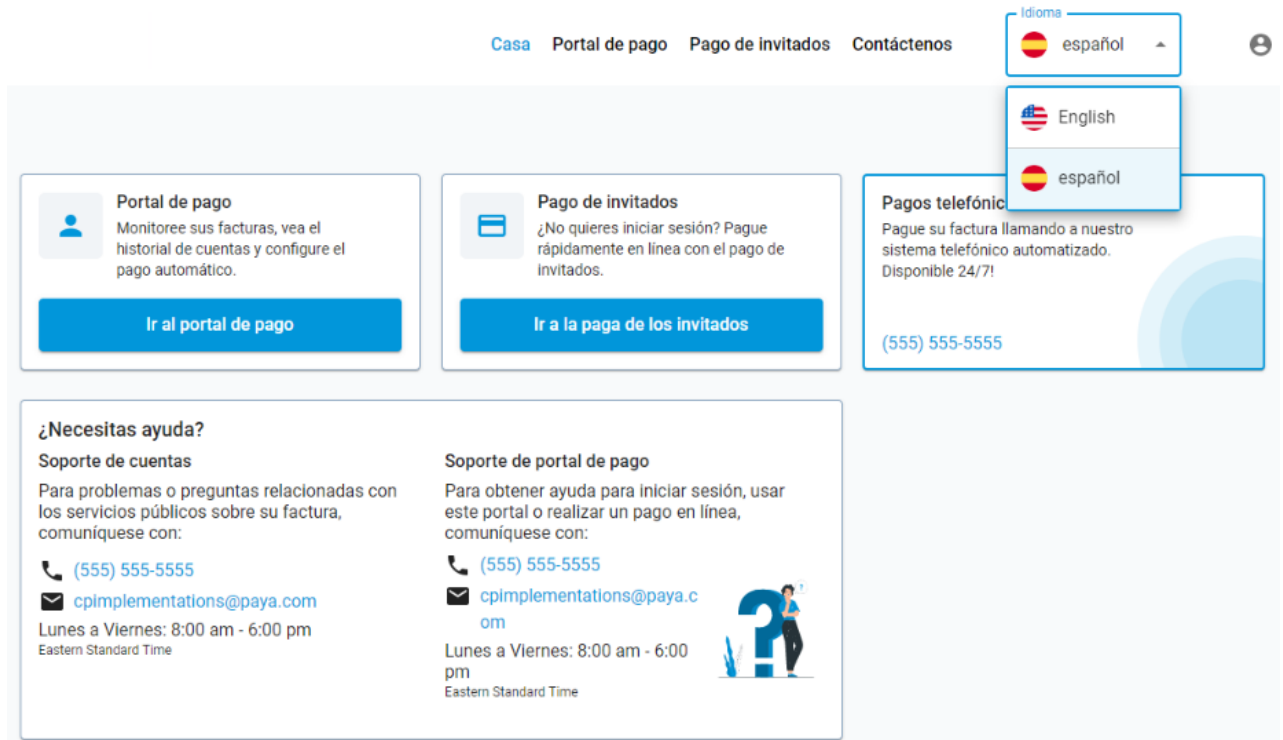 Casa Portal de pago Pago de invitados Contáctenos
Idioma
español
English
español
Portal de pago
Monitoree sus facturas, vea el
historial de cuentas y configure el
pago automático.
Ir al portal de pago
Pago de invitados
¿No quieres iniciar sesión? Pague
rápidamente en línea con el pago de
invitados.
Ir a la paga de los invitados
Pagos telefónic
Pague su factura llamando a nuestro
sistema telefónico automatizado.
Disponible 24/7!
(555) 555-5555
¿Necesitas ayuda?
Soporte de cuentas
Para problemas o preguntas relacionadas con
los servicios públicos sobre su factura,
comuníquese con:
(555) 555-5555
cpimplementations@paya.com
Lunes a Viernes: 8:00 am - 6:00 pm
Eastern Standard Time
Soporte de portal de pago
Para obtener ayuda para iniciar sesión, usar
este portal o realizar un pago en línea,
comuníquese con:
(555) 555-5555
cpimplementations@paya.c
om
Lunes a Viernes: 8:00 am - 6:00
pm
Eastern Standard Time